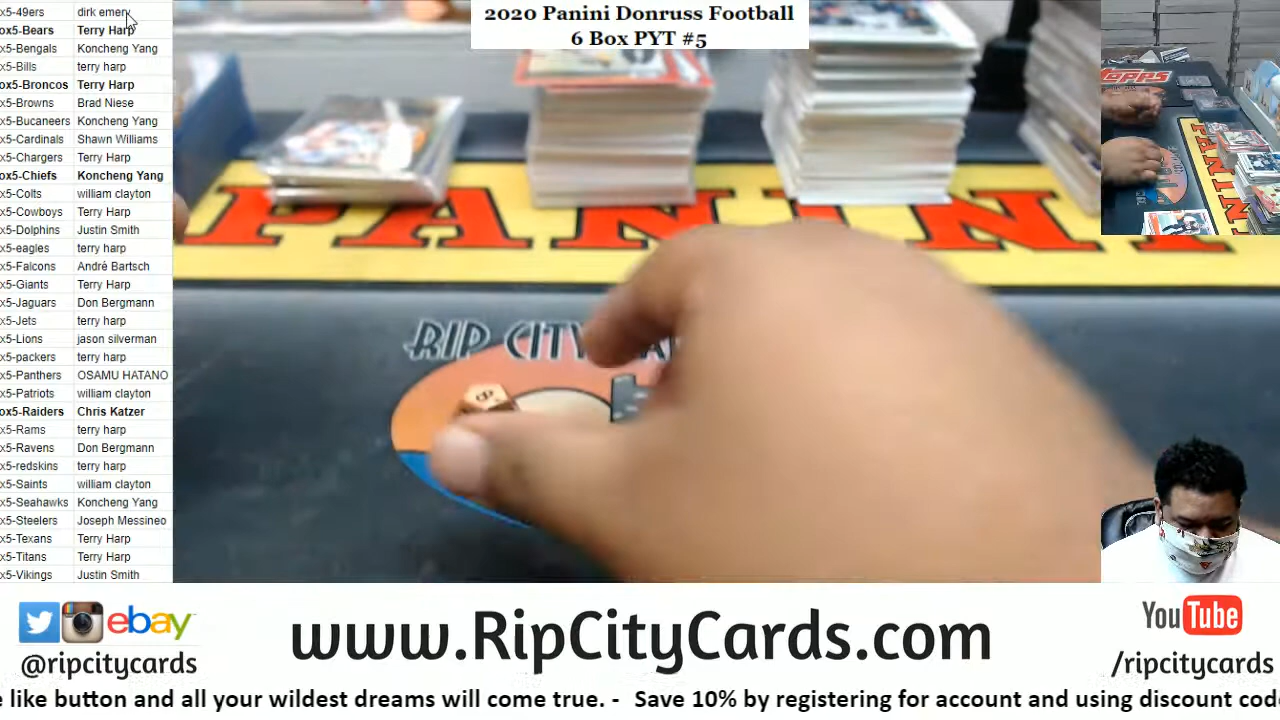 2020 Panini Donruss Football
6 Box PYT #5
x5-49ers dirk emery
ox5-Bears Terry Harp
x5-Bengals Koncheng Yang
x5-Bills terry harp
ox5-Broncos Terry Harp
x5-Browns Brad Niese
x5-Bucaneers Koncheng Yang
x5-Cardinals Shawn Williams
x5-Chargers Terry Harp
ox5-Chiefs Koncheng Yang
x5-Colts william clayton
x5-Cowboys Terry Harp
x5-Dolphins Justin Smith
x5-eagles terry harp
x5-Falcons André Bartsch
x5-Giants Terry Harp
x5-Jaguars Don Bergmann
x5-Jets terry harp
x5-Lions jason silverman
x5-packers terry harp
x5-Panthers OSAMU HATANO
x5-Patriots william clayton
ox5-Raiders Chris Katzer
x5-Rams terry harp
x5-Ravens Don Bergmann
x5-redskins terry harp
x5-Saints william clayton
x5-Seahawks Koncheng Yang
x5-Steelers Joseph Messineo
x5-Texans Terry Harp
x5-Titans Terry Harp
x5-Vikings Justin Smith
PANINI
RIP CITY
topps
PANINI
ebay
@ripcitycards
www.RipCityCards.com
YouTube
/ripcitycards
e like button and all your wildest dreams will come true. - Save 10% by registering for account and using discount cod